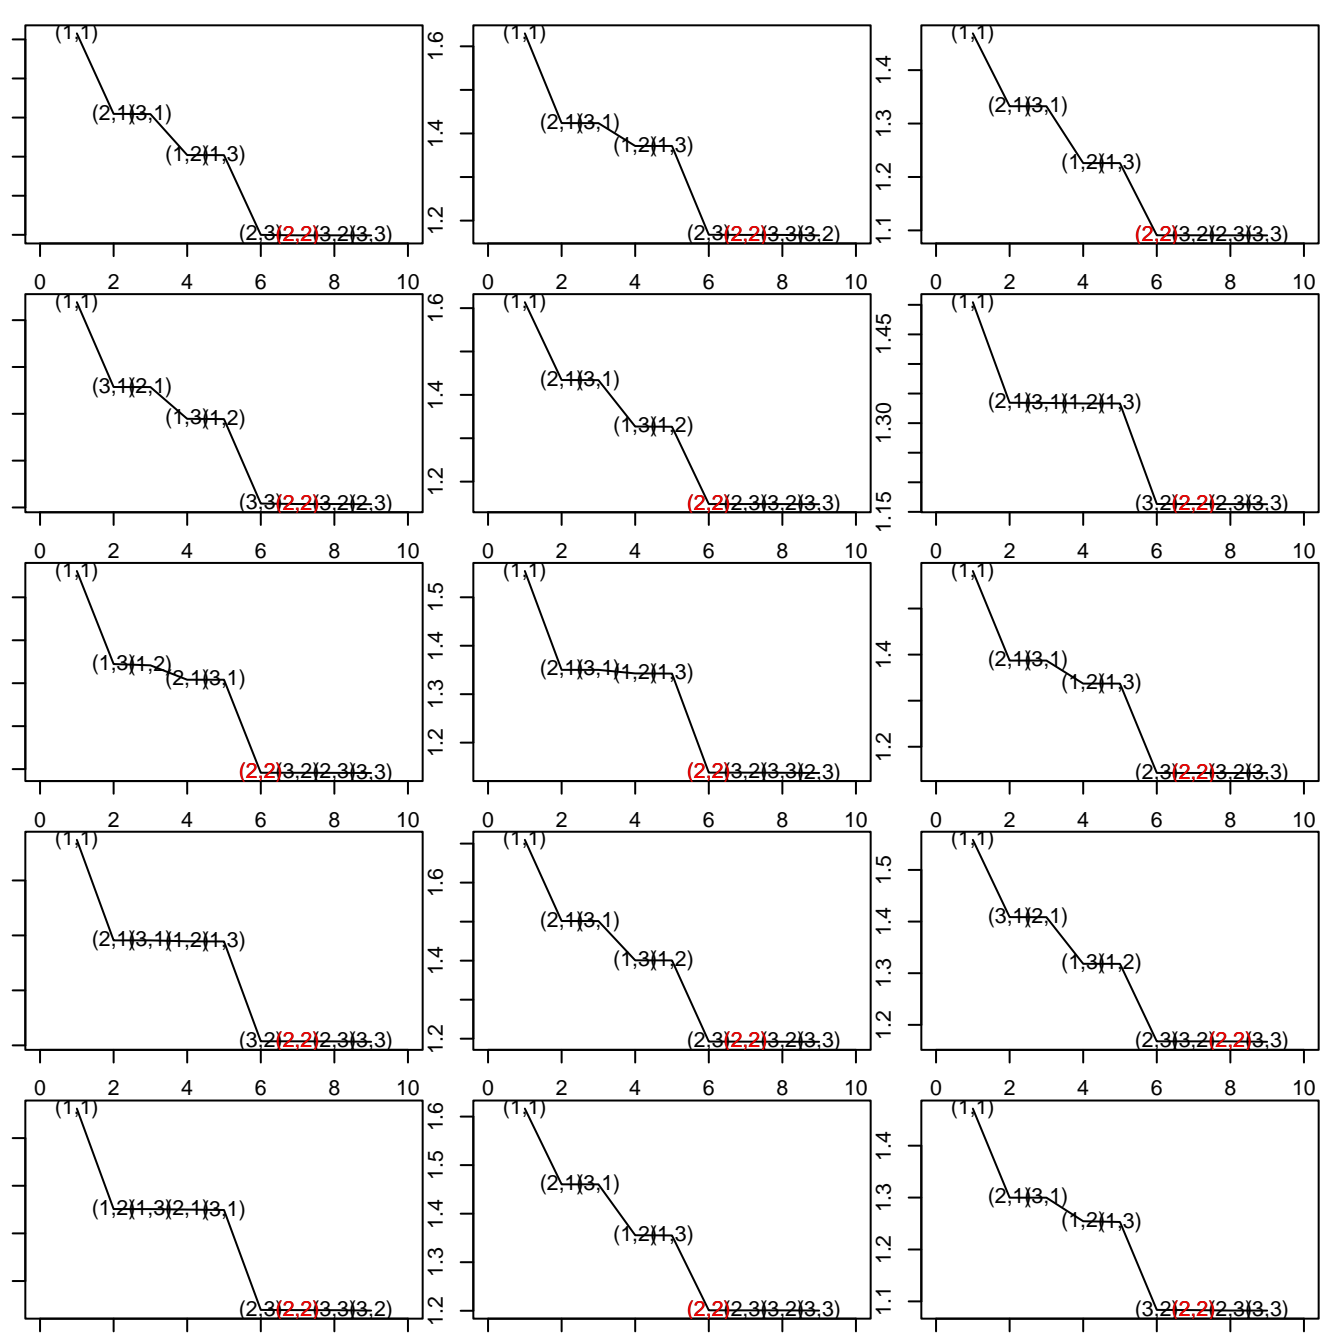 (1,1) (1,1) (1,1)
1.6 1.4 1.2
1.4 1.3 1.2 1.1
(2,1) (3,1) (2,1) (3,1) (2,1) (3,1)
(1,2) (1,3) (1,2) (1,3) (1,2) (1,3)
(2,3) (2,2) (3,2) (3,3) (2,3) (2,2) (3,3) (3,2) (2,2) (3,2) (2,3) (3,3)
0 2 4 6 8 10 0 2 4 6 8 10 0 2 4 6 8 10
(1,1) (1,1) (1,1)
1.6 1.4 1.2
1.45 1.30 1.15
(3,1) (2,1) (2,1) (3,1) (2,1) (3,1) (1,2) (1,3)
(1,3) (1,2) (1,3) (1,2)
(3,3) (2,2) (3,2) (2,3) (2,2) (2,3) (3,2) (3,3) (3,2) (2,2) (2,3) (3,3)
0 2 4 6 8 10 0 2 4 6 8 10 0 2 4 6 8 10
(1,1) (1,1) (1,1)
1.5 1.4 1.3 1.2
1.4 1.2
(1,3) (1,2) (2,1) (3,1) (1,2) (1,3) (2,1) (3,1)
(2,1) (3,1) (1,2) (1,3)
(2,2) (3,2) (2,3) (3,3) (2,2) (3,2) (3,3) (2,3) (2,3) (2,2) (3,2) (3,3)
0 2 4 6 8 10 0 2 4 6 8 10 0 2 4 6 8 10
(1,1) (1,1) (1,1)
1.6 1.4 1.2
1.5 1.4 1.3 1.2
(2,1) (3,1) (1,2) (1,3) (2,1) (3,1) (3,1) (2,1)
(1,3) (1,2) (1,3) (1,2)
(3,2) (2,2) (2,3) (3,3) (2,3) (2,2) (3,2) (3,3) (2,3) (3,2) (2,2) (3,3)
0 2 4 6 8 10 0 2 4 6 8 10 0 2 4 6 8 10
(1,1) (1,1) (1,1)
1.6 1.5 1.4 1.3 1.2
1.4 1.3 1.2 1.1
(1,2) (1,3) (2,1) (3,1) (2,1) (3,1) (2,1) (3,1)
(1,2) (1,3) (1,2) (1,3)
(2,3) (2,2) (3,3) (3,2) (2,2) (2,3) (3,2) (3,3) (3,2) (2,2) (2,3) (3,3)